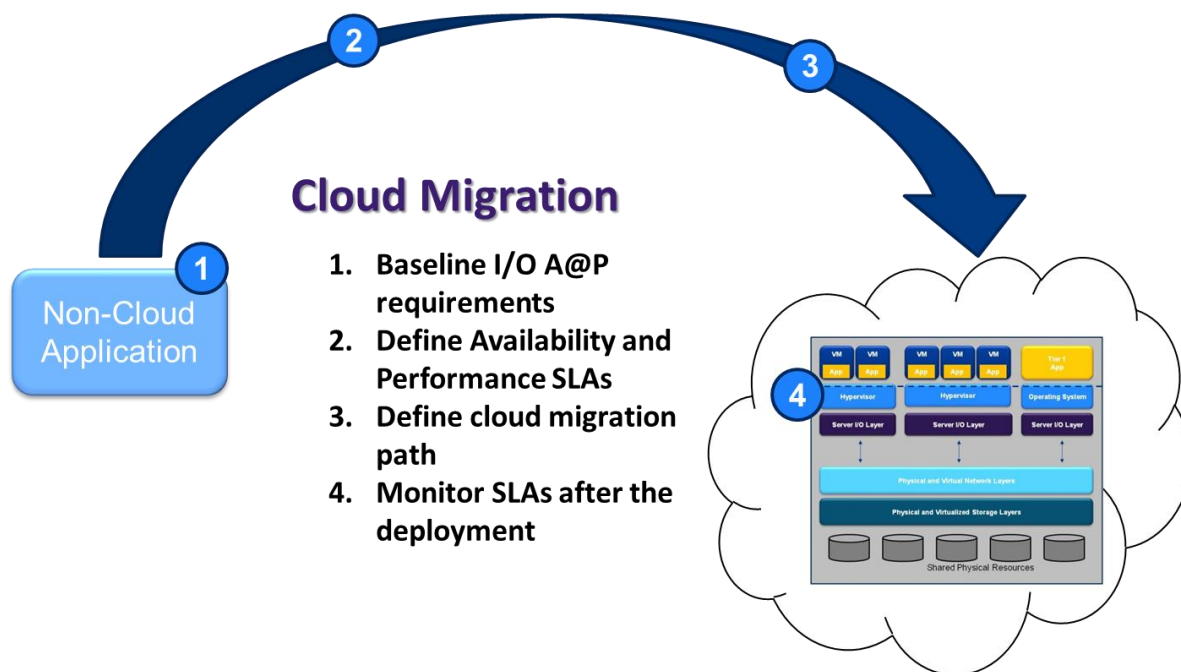 2
3
Cloud Migration
1
Non-Cloud
Application
1. Baseline I/O A@P
requirements
2. Define Availability and
Performance SLAs
3. Define cloud migration
path
4. Monitor SLAs after the
deployment
VM VM VM VM VM Tier 1
App App App App App App
4
Hypervisor Hypervisor Operating System
Server I/O Layer Server I/O Layer Server I/O Layer
Physical and Virtual Network Layers
Physical and Virtualized Storage Layers
Shared Physical Resources